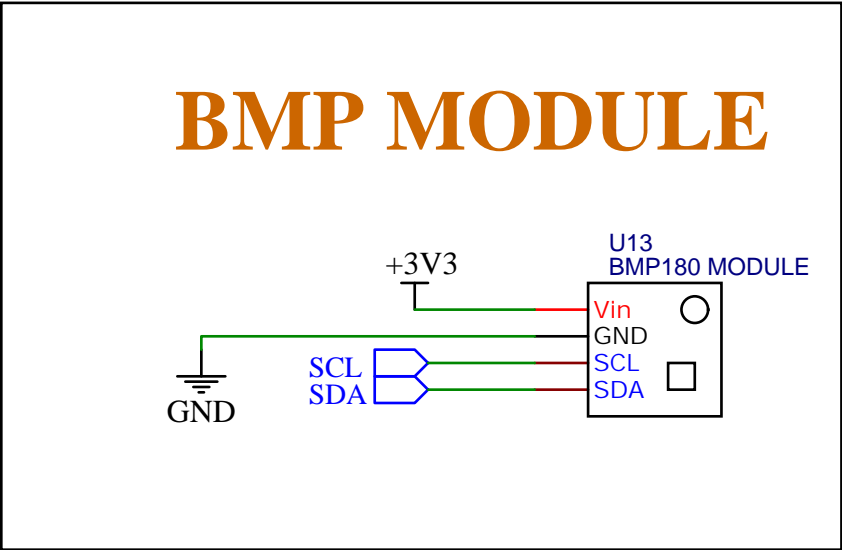 BMP MODULE
U13
BMP180 MODULE
+3V3
Vin
GND
SCL
SDA
SCL
SDA
GND